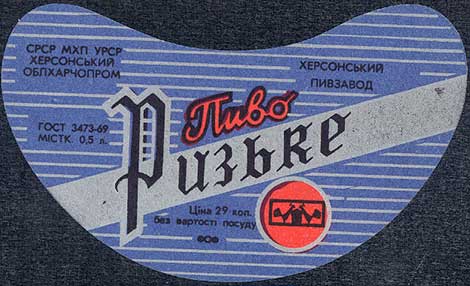 СРСР МХП УРСР
ХЕРСОНСЬКИЙ
ОБЛХАРЧОПРОМ
ХЕРСОНСЬКИЙ
ПИВЗАВОД
ГОСТ 3473-69
МІСТК. 0,5 л.
Пиво
Ризьке
Ціна 29 коп.
без вартості посуду